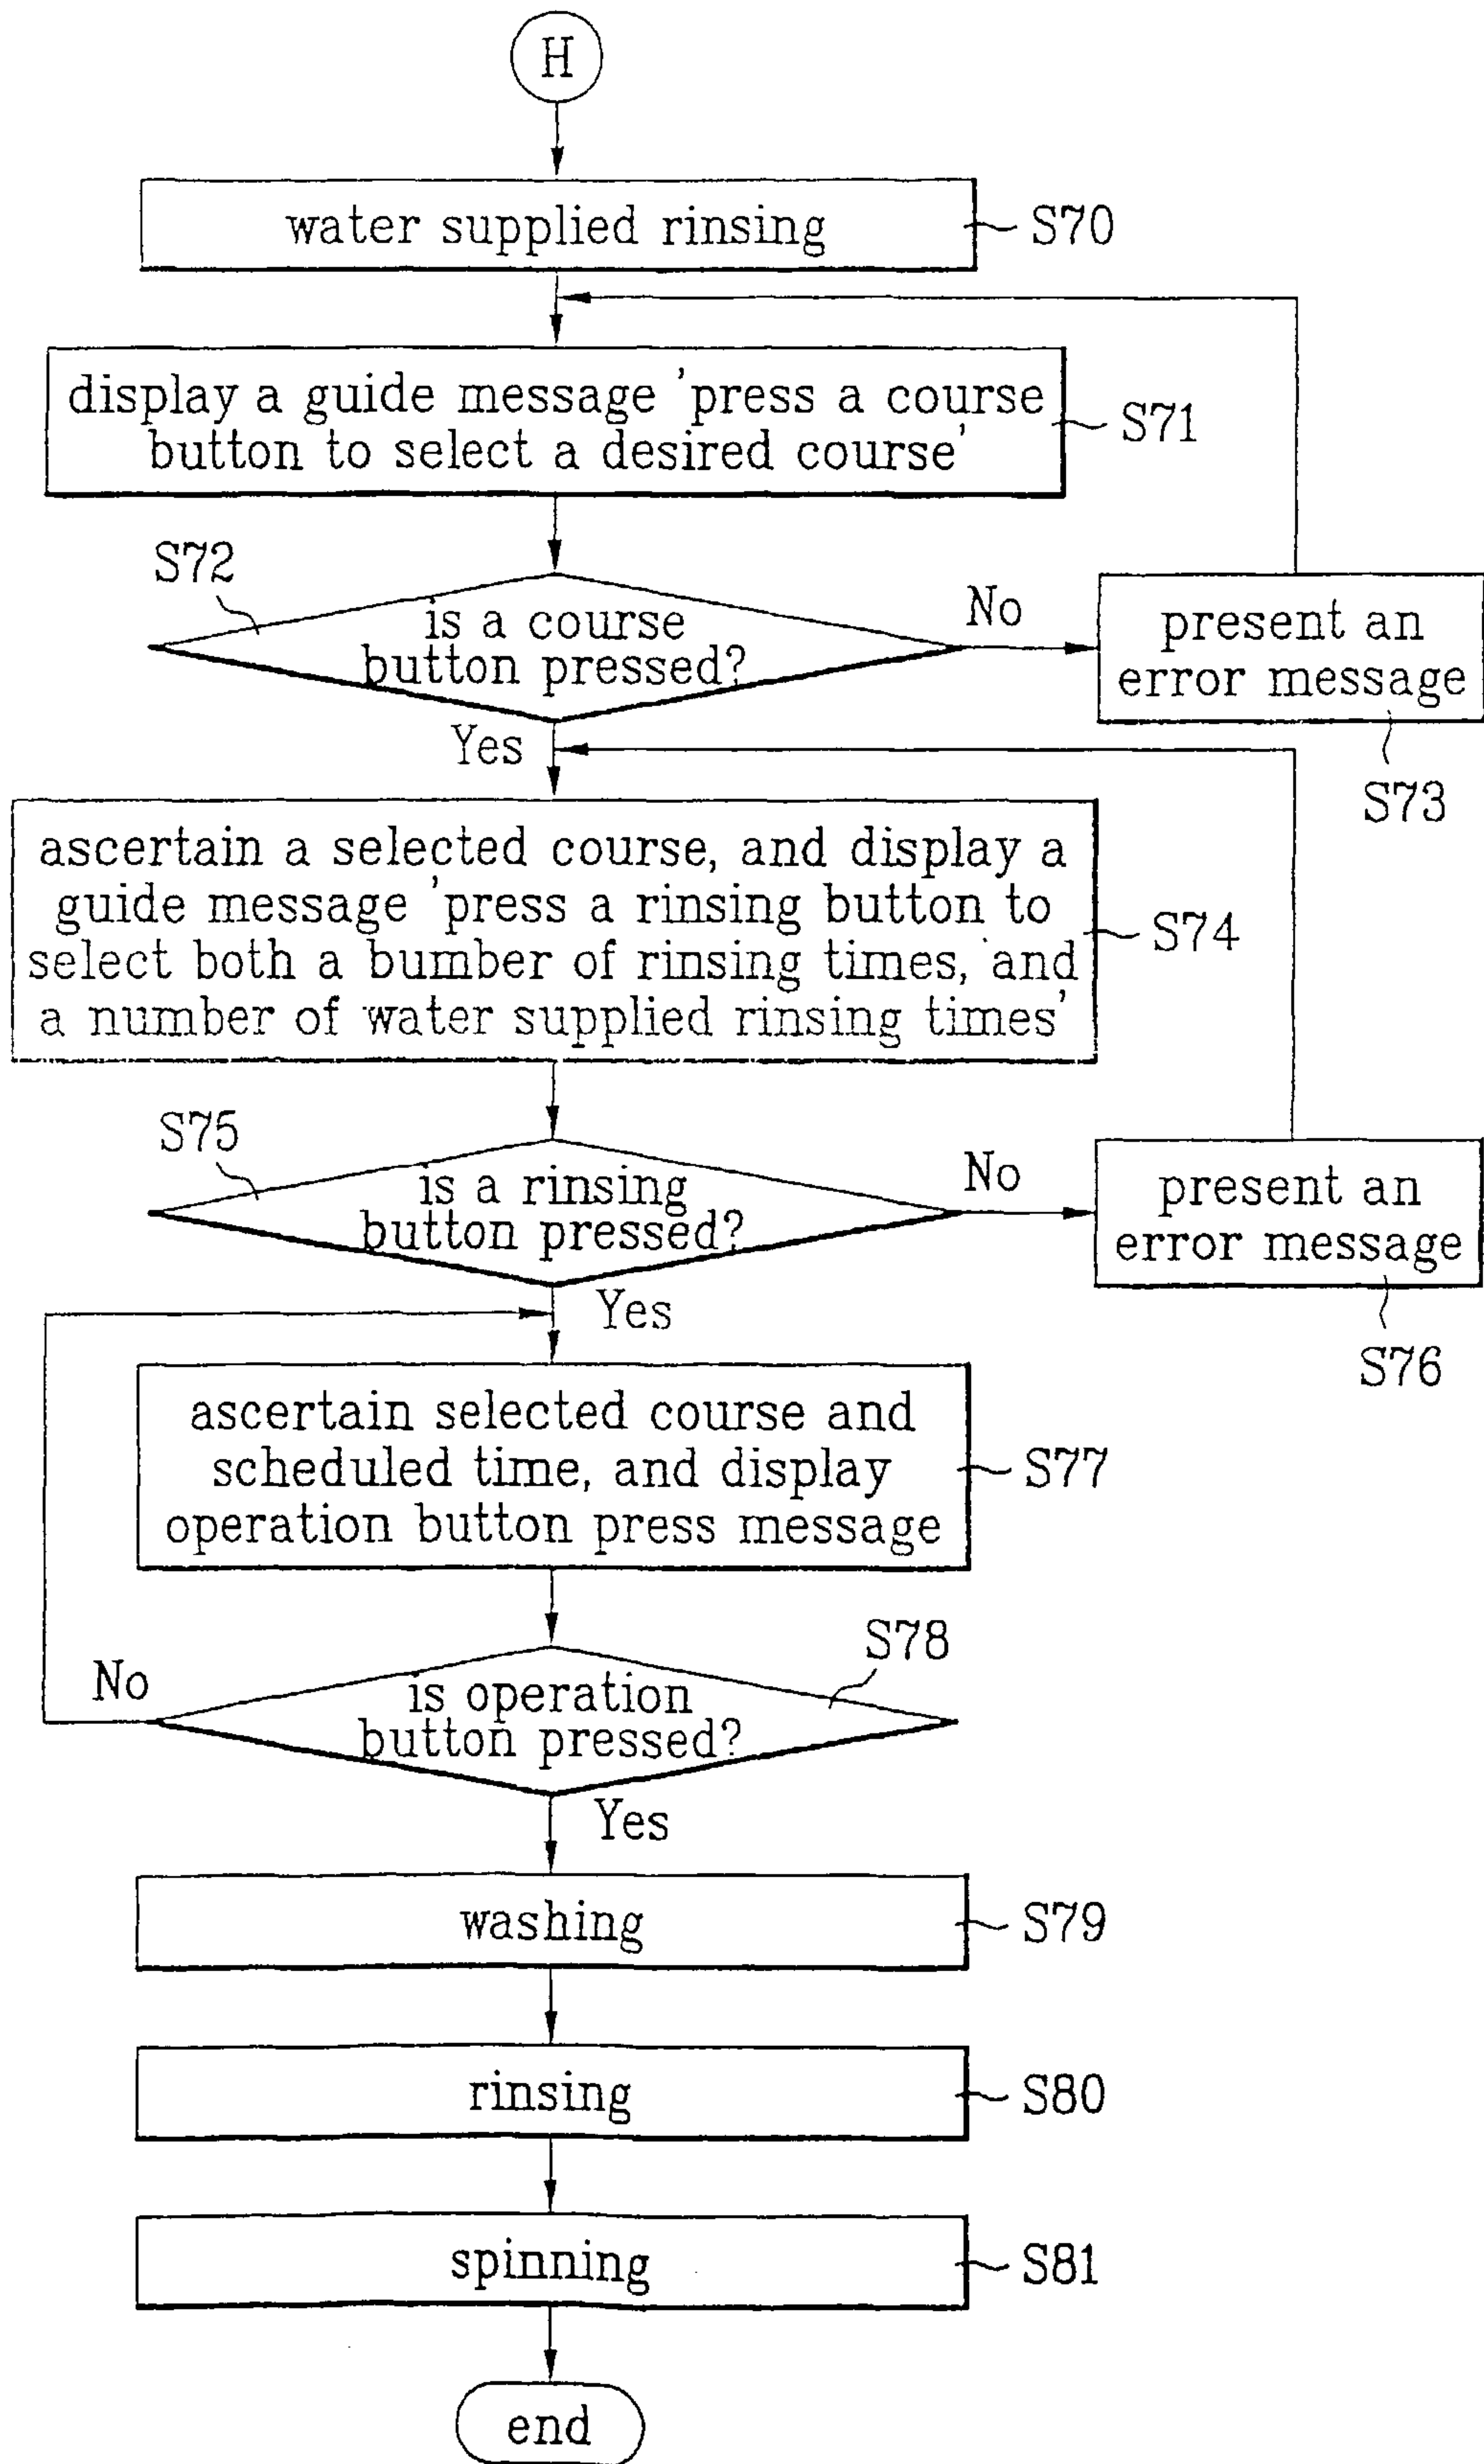 H
water supplied rinsing
S70
display a guide message 'press a course
button to select a desired course'
S71
S72
is a course
button pressed?
No
present an
error message
S73
Yes
ascertain a selected course, and display a
guide message 'press a rinsing button to
select both a bumber of rinsing times, and
a number of water supplied rinsing times'
S74
S75
is a rinsing
button pressed?
No
present an
error message
S76
Yes
ascertain selected course and
scheduled time, and display
operation button press message
S77
S78
is operation
button pressed?
No
Yes
washing
S79
rinsing
S80
spinning
S81
end